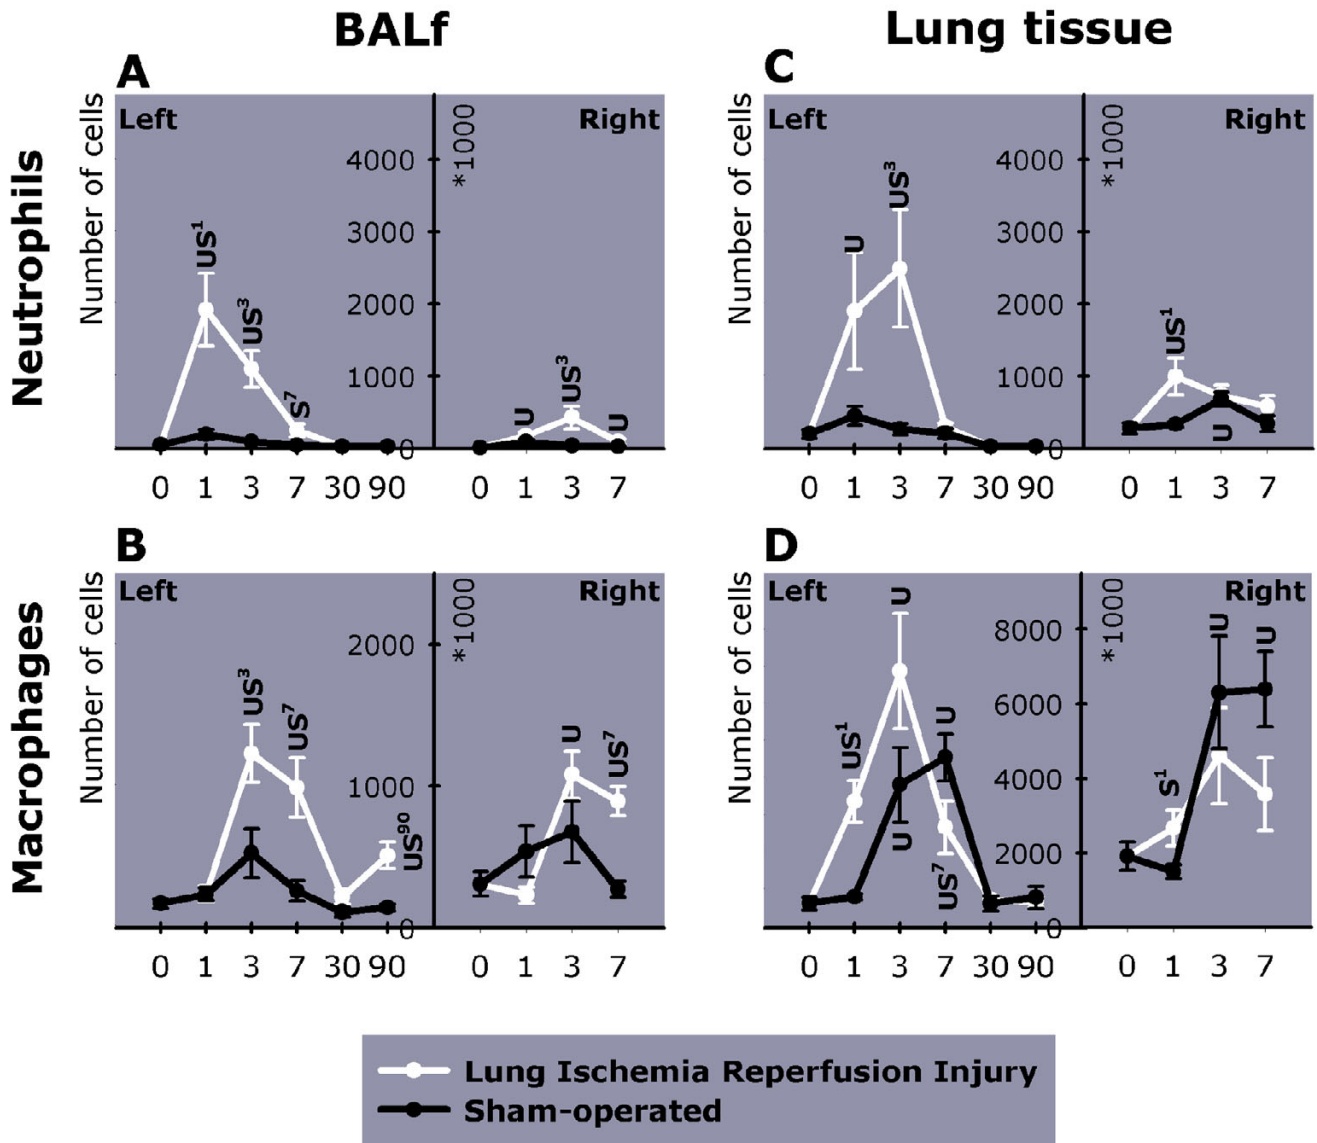 BALf
Lung tissue
Neutrophils
A
Number of cells
Left
Right
*1000
4000
3000
2000
1000
0
US¹
US³
S⁷
U
US³
U
0 1 3 7 30 90
0 1 3 7
C
Number of cells
Left
Right
*1000
4000
3000
2000
1000
0
U
US³
US¹
U
0 1 3 7 30 90
0 1 3 7
Macrophages
B
Number of cells
Left
Right
*1000
2000
1000
0
US³
US⁷
US⁹⁰
U
US⁷
0 1 3 7 30 90
0 1 3 7
D
Number of cells
Left
Right
*1000
8000
6000
4000
2000
0
US¹
U
U
U
US⁷
S¹
U
U
0 1 3 7 30 90
0 1 3 7
Lung Ischemia Reperfusion Injury
Sham-operated